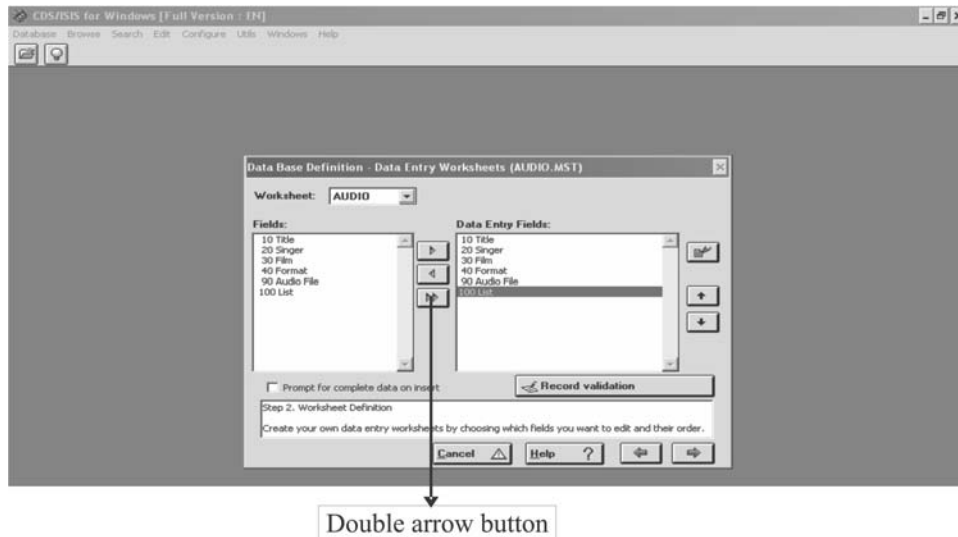 CDS/ISIS for Windows [Full Version : EN]
Database Browse Search Edit Configure Utils Windows Help
Data Base Definition - Data Entry Worksheets (AUDIO.MST)
Worksheet: AUDIO
Fields:
10 Title
20 Singer
30 Film
40 Format
90 Audio File
100 List
Data Entry Fields:
10 Title
20 Singer
30 Film
40 Format
90 Audio File
100 List
Prompt for complete data on insert
Record validation
Step 2. Worksheet Definition
Create your own data entry worksheets by choosing which fields you want to edit and their order.
Cancel Help ?
Double arrow button